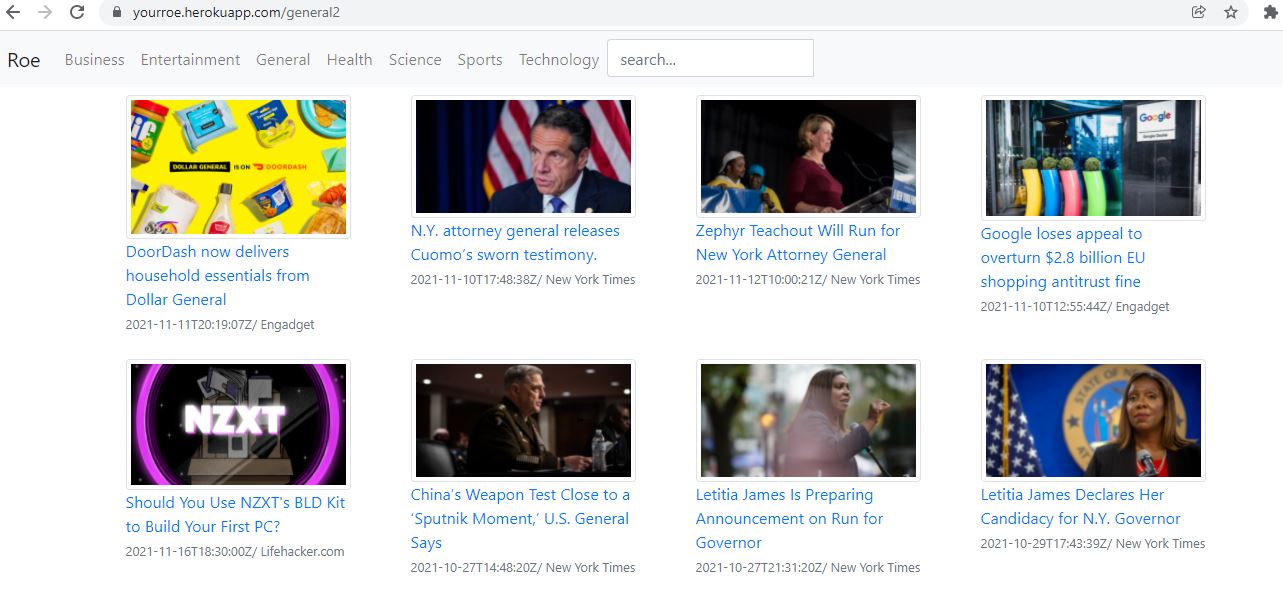 yourroe.herokuapp.com/general2
Roe Business Entertainment General Health Science Sports Technology search...
DOLLAR GENERAL IS ON DOORDASH
DoorDash now delivers
household essentials from
Dollar General
2021-11-11T20:19:07Z/ Engadget
N.Y. attorney general releases
Cuomo's sworn testimony.
2021-11-10T17:48:38Z/ New York Times
Zephyr Teachout Will Run for
New York Attorney General
2021-11-12T10:00:21Z/ New York Times
Google
Google loses appeal to
overturn $2.8 billion EU
shopping antitrust fine
2021-11-10T12:55:44Z/ Engadget
NZXT
Should You Use NZXT's BLD Kit
to Build Your First PC?
2021-11-16T18:30:00Z/ Lifehacker.com
China's Weapon Test Close to a
‘Sputnik Moment,’ U.S. General
Says
2021-10-27T14:48:20Z/ New York Times
Letitia James Is Preparing
Announcement on Run for
Governor
2021-10-27T21:31:20Z/ New York Times
Letitia James Declares Her
Candidacy for N.Y. Governor
2021-10-29T17:43:39Z/ New York Times